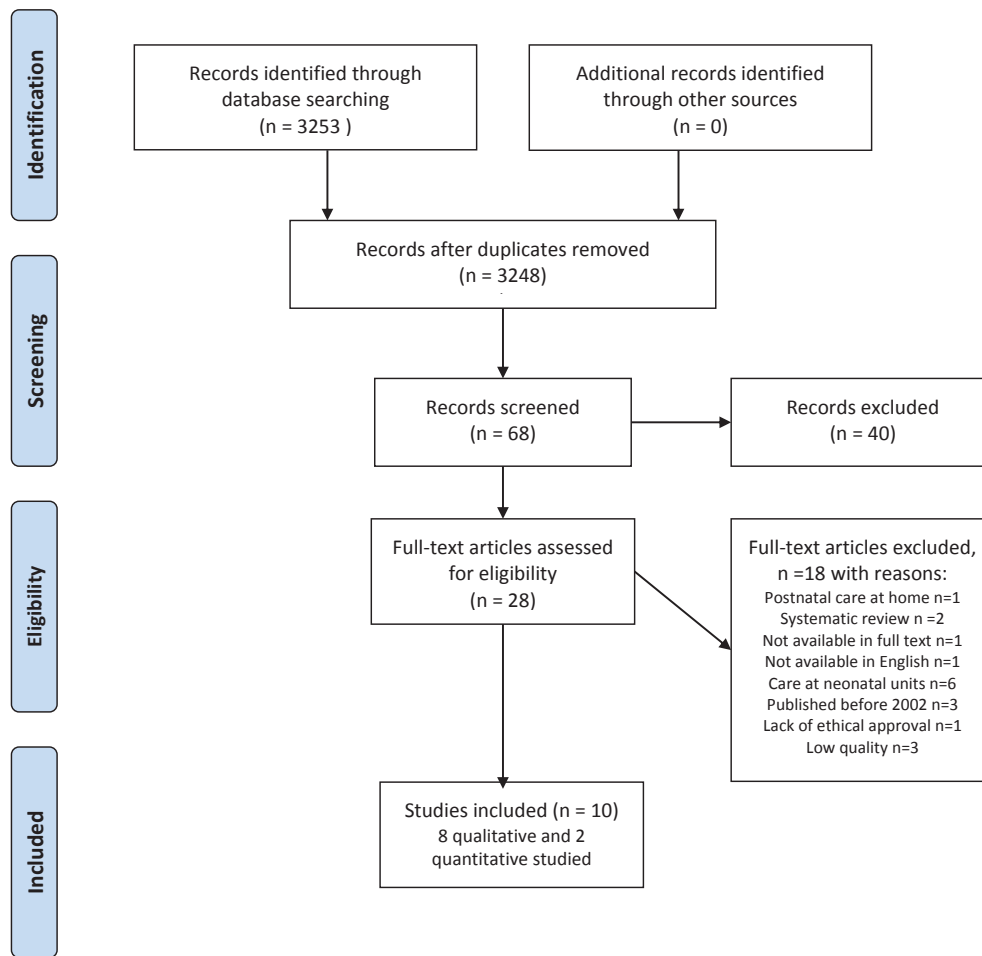 Identification
Records identified through
database searching
(n = 3253 )
Additional records identified
through other sources
(n = 0)
Records after duplicates removed
(n = 3248)
Screening
Records screened
(n = 68)
Records excluded
(n = 40)
Eligibility
Full-text articles assessed
for eligibility
(n = 28)
Full-text articles excluded,
n =18 with reasons:
Postnatal care at home n=1
Systematic review n =2
Not available in full text n=1
Not available in English n=1
Care at neonatal units n=6
Published before 2002 n=3
Lack of ethical approval n=1
Low quality n=3
Included
Studies included (n = 10)
8 qualitative and 2
quantitative studied